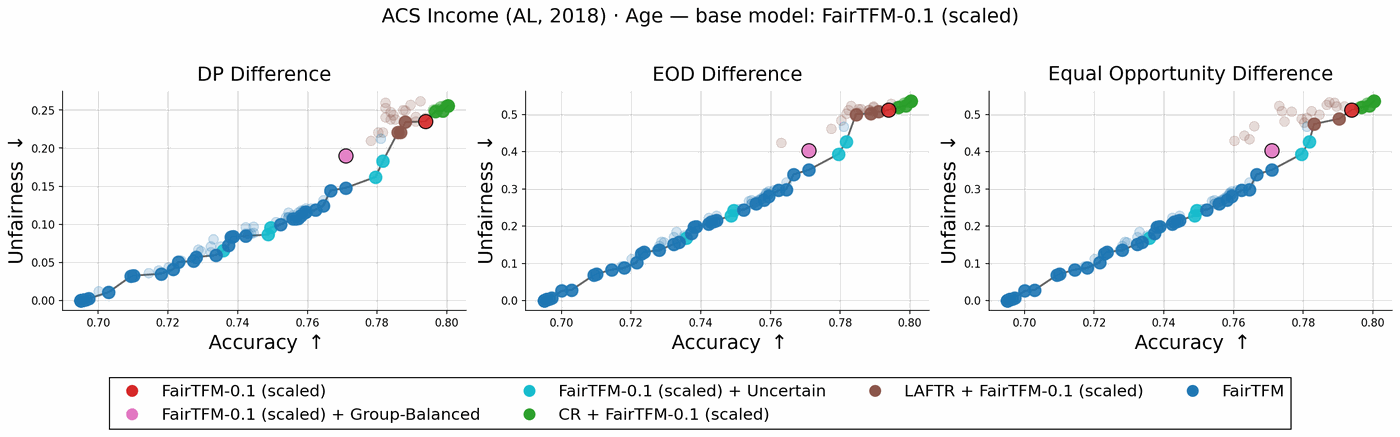 ACS Income (AL, 2018) · Age — base model: FairTFM-0.1 (scaled)
DP Difference
EOD Difference
Equal Opportunity Difference
Unfairness ↓
0.25
0.20
0.15
0.10
0.05
0.00
0.70 0.72 0.74 0.76 0.78 0.80
Accuracy ↑
Unfairness ↓
0.5
0.4
0.3
0.2
0.1
0.0
0.70 0.72 0.74 0.76 0.78 0.80
Accuracy ↑
Unfairness ↓
0.5
0.4
0.3
0.2
0.1
0.0
0.70 0.72 0.74 0.76 0.78 0.80
Accuracy ↑
FairTFM-0.1 (scaled)
FairTFM-0.1 (scaled) + Group-Balanced
FairTFM-0.1 (scaled) + Uncertain
CR + FairTFM-0.1 (scaled)
LAFTR + FairTFM-0.1 (scaled)
FairTFM